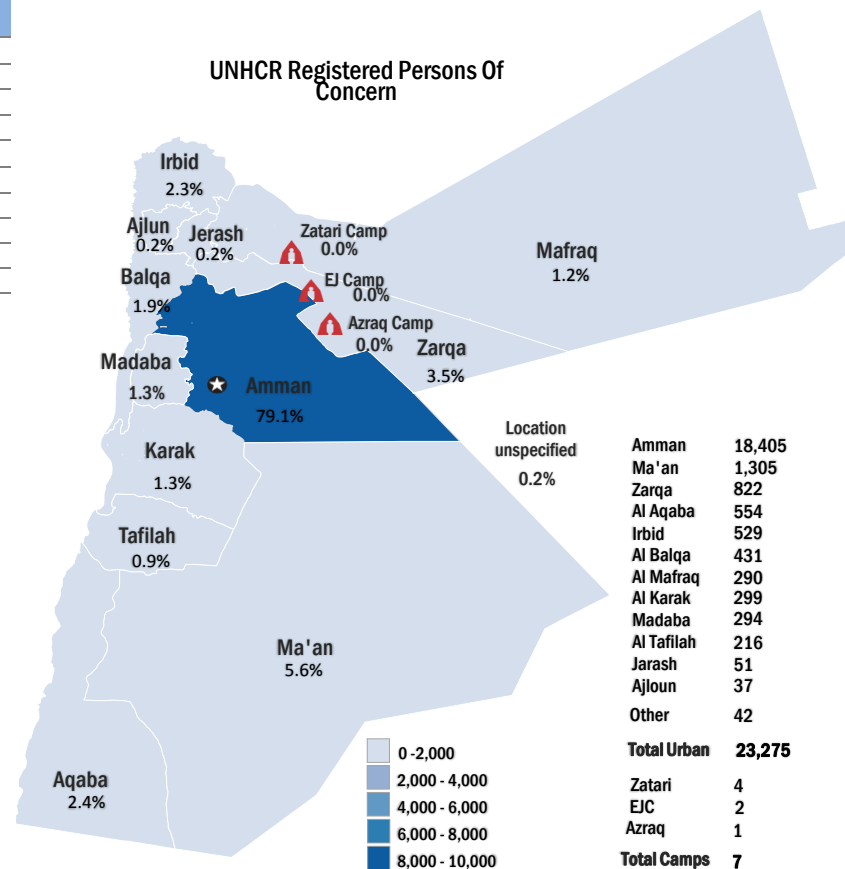 UNHCR Registered Persons Of
Concern
Irbid
2.3%
Ajlun
0.2%
Jerash
0.2%
Zatari Camp
0.0%
Mafraq
1.2%
Balqa
1.9%
EJ Camp
0.0%
Azraq Camp
0.0%
Zarqa
3.5%
Madaba
1.3%
Amman
79.1%
Karak
1.3%
Location
unspecified
0.2%
Tafilah
0.9%
Ma'an
5.6%
Aqaba
2.4%
0 -2,000
2,000 - 4,000
4,000 - 6,000
6,000 - 8,000
8,000 - 10,000
Amman 18,405
Ma'an 1,305
Zarqa 822
Al Aqaba 554
Irbid 529
Al Balqa 431
Al Mafraq 290
Al Karak 299
Madaba 294
Al Tafilah 216
Jarash 51
Ajloun 37
Other 42
Total Urban 23,275
Zatari 4
EJC 2
Azraq 1
Total Camps 7